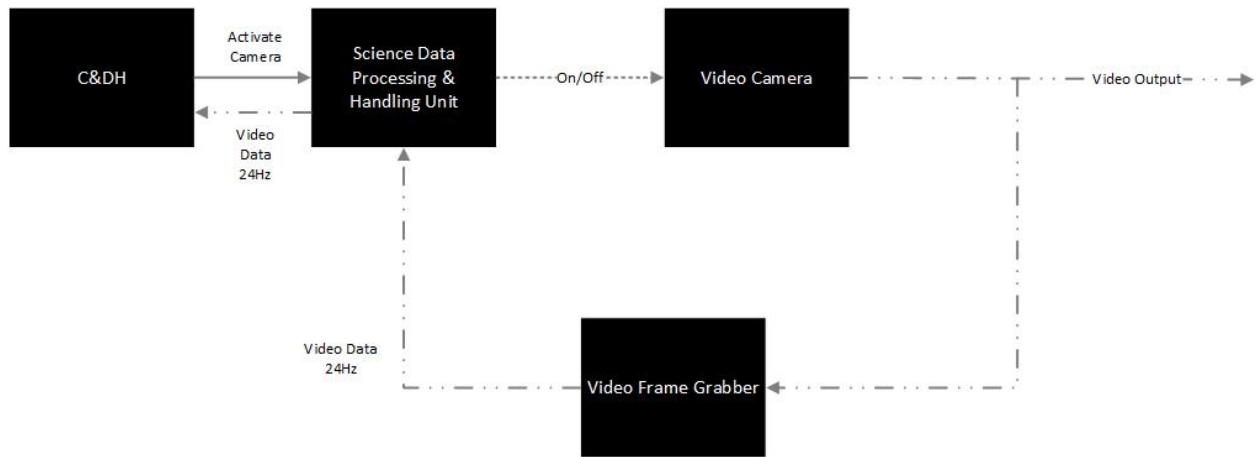 C&DH
Activate
Camera
Video
Data
24Hz
Science Data
Processing &
Handling Unit
On/Off
Video Camera
Video Output
Video Data
24Hz
Video Frame Grabber